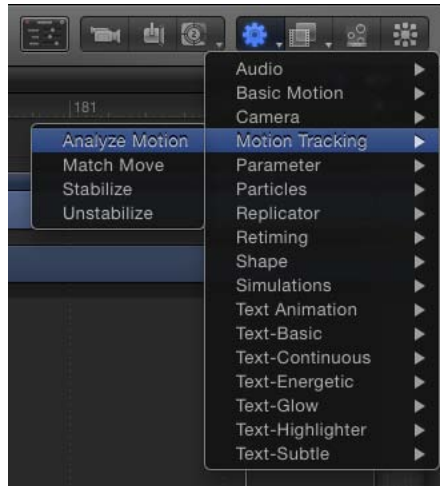 Audio
Basic Motion
Camera
181
Analyze Motion
Motion Tracking
Match Move
Parameter
Stabilize
Particles
Unstabilize
Replicator
Retiming
Shape
Simulations
Text Animation
Text-Basic
Text-Continuous
Text-Energetic
Text-Glow
Text-Highlighter
Text-Subtle